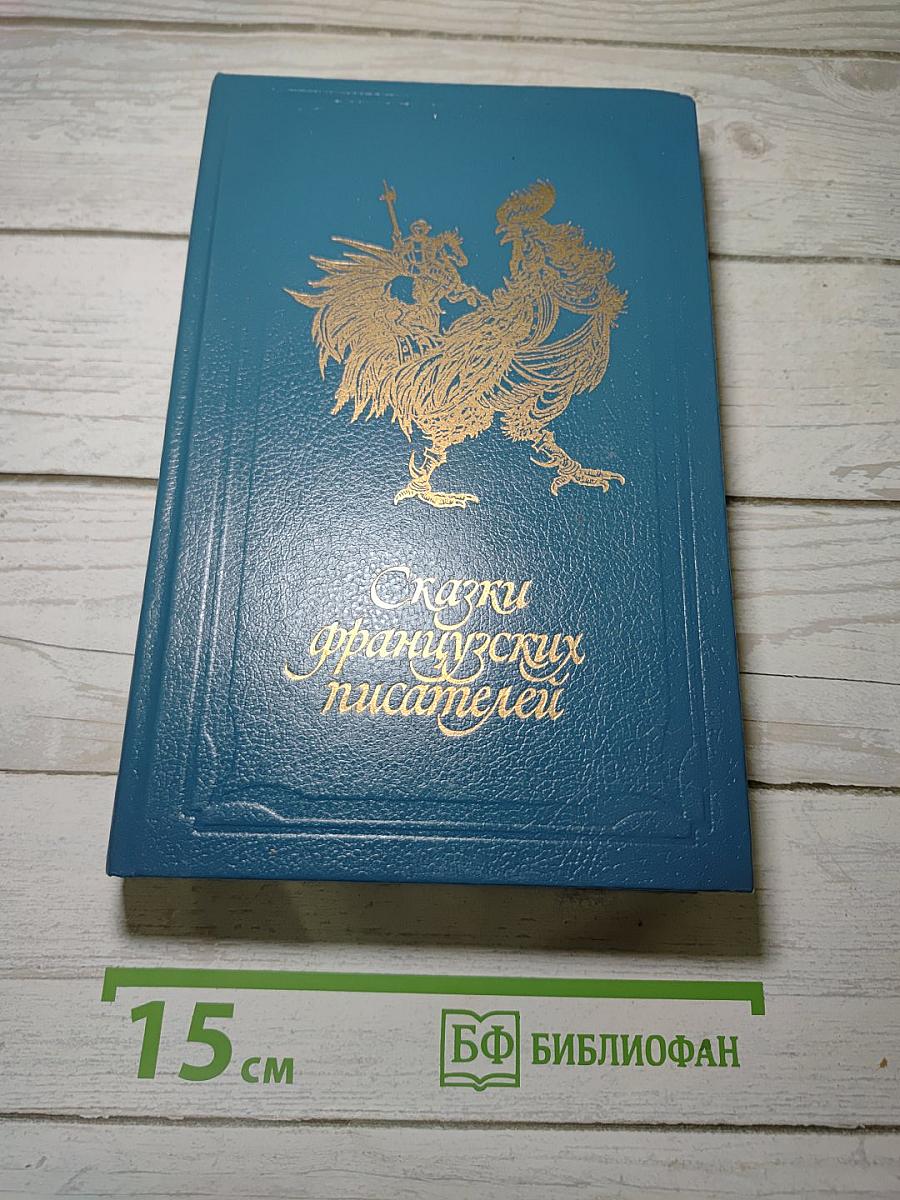 Сказки
французских
писателей
15 см
БФ БИБЛИОФАН